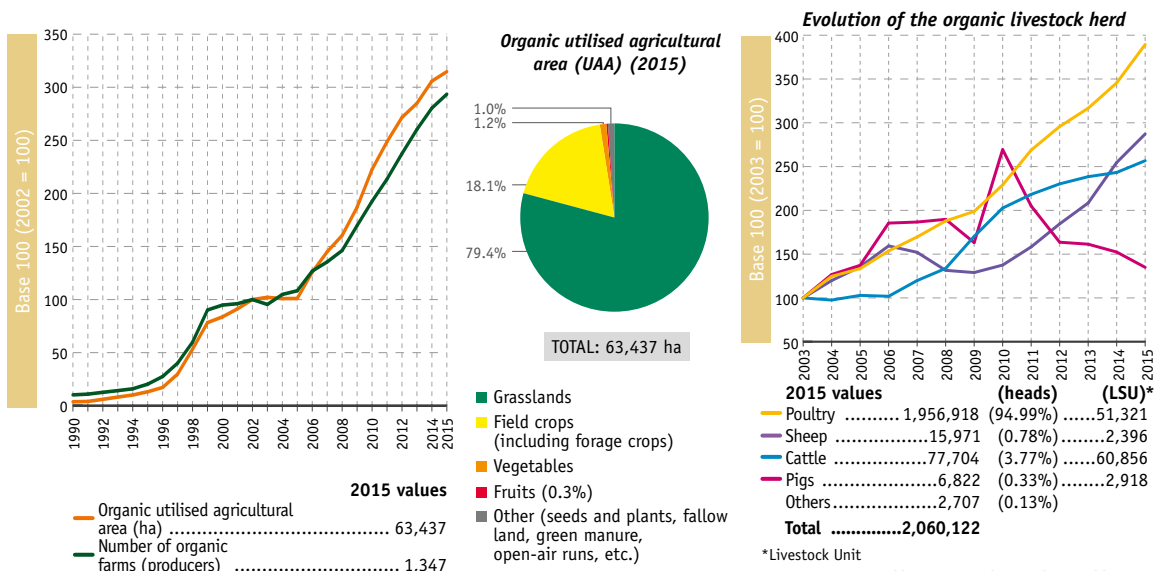 Base 100 (2002 = 100)
350
300
250
200
150
100
50
0
1990
1992
1994
1996
1998
2000
2002
2004
2006
2008
2010
2012
2014
2015
2015 values
Organic utilised agricultural
area (ha) .................................... 63,437
Number of organic
farms (producers) ........................... 1,347
Organic utilised agricultural
area (UAA) (2015)
1.0%
1.2%
18.1%
79.4%
TOTAL: 63,437 ha
Grasslands
Field crops
(including forage crops)
Vegetables
Fruits (0.3%)
Other (seeds and plants, fallow
land, green manure,
open-air runs, etc.)
Evolution of the organic livestock herd
Base 100 (2003 = 100)
400
350
300
250
200
150
100
50
2003
2004
2005
2006
2007
2008
2009
2010
2011
2012
2013
2014
2015
2015 values (heads) (LSU)*
Poultry .......... 1,956,918 (94.99%) .....51,321
Sheep .................15,971 (0.78%) .......2,396
Cattle .................77,704 (3.77%) .....60,856
Pigs .....................6,822 (0.33%) .......2,918
Others..................2,707 (0.13%)
Total ..............2,060,122
*Livestock Unit